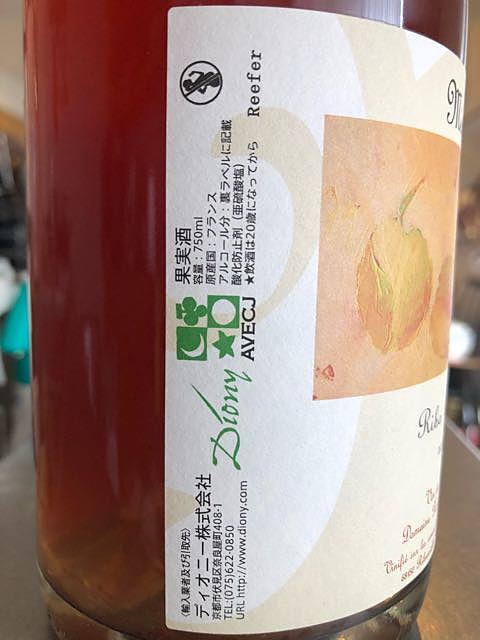 果実酒
容量：750ml
原産国：フランス
アルコール分：裏ラベルに記載
酸化防止剤（亜硫酸塩）
★飲酒は20歳になってから
Reefer
Diony
AVECJ
〈輸入業者及び引取先〉
ディオニー株式会社
京都市伏見区奈良屋町408-1
TEL:(075)622-0850
URL http://www.diony.com
Domaine
Vinifié sur les